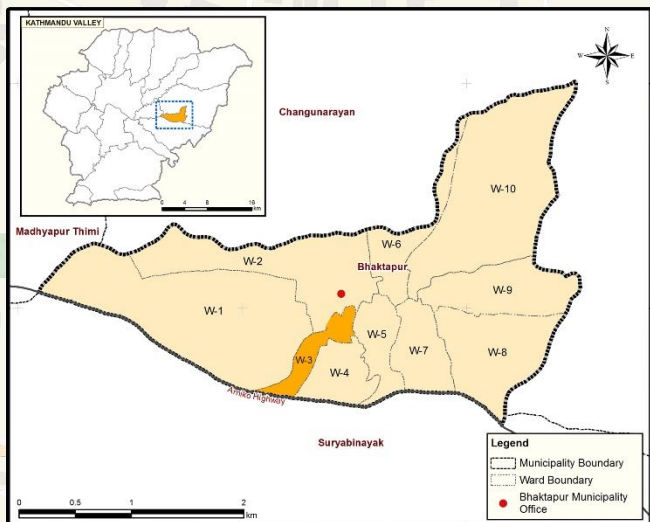 KATHMANDU VALLEY
0 4 8 16
km
N
W E
S
Changunarayan
Madhyapur Thimi
W-10
W-6
W-2
Bhaktapur
W-9
W-1
W-5
W-3
W-7
W-8
W-4
Arniko Highway
Suryabinayak
Legend
Municipality Boundary
Ward Boundary
Bhaktapur Municipality
Office
0 0.5 1 2
km